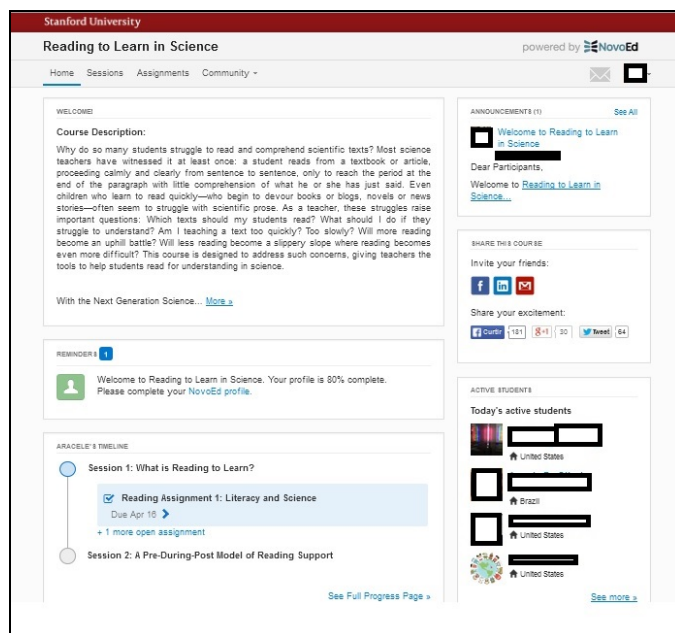 Stanford University
Reading to Learn in Science
powered by NovoEd
Home Sessions Assignments Community
WELCOME!
Course Description:
Why do so many students struggle to read and comprehend scientific texts? Most science
teachers have witnessed it at least once: a student reads from a textbook or article,
proceeding calmly and clearly from sentence to sentence, only to reach the period at the
end of the paragraph with little comprehension of what he or she has just said. Even
children who learn to read quickly—who begin to devour books or blogs, novels or news
stories—often seem to struggle with scientific prose. As a teacher, these struggles raise
important questions: Which texts should my students read? What should I do if they
struggle to understand? Am I teaching a text too quickly? Too slowly? Will more reading
become an uphill battle? Will less reading become a slippery slope where reading becomes
even more difficult? This course is designed to address such concerns, giving teachers the
tools to help students read for understanding in science.
With the Next Generation Science... More »
REMINDERS 1
Welcome to Reading to Learn in Science. Your profile is 80% complete.
Please complete your NovoEd profile.
ARACELE'S TIMELINE
Session 1: What is Reading to Learn?
Reading Assignment 1: Literacy and Science
Due Apr 16
+ 1 more open assignment
Session 2: A Pre-During-Post Model of Reading Support
See Full Progress Page »
ANNOUNCEMENTS (1) See All
Welcome to Reading to Learn
in Science
Dear Participants,
Welcome to Reading to Learn in
Science...
SHARE THIS COURSE
Invite your friends:
f in M
Share your excitement:
f Curtir 181 g+1 30 Tweet 64
ACTIVE STUDENTS
Today's active students
United States
Brazil
United States
United States
See more »